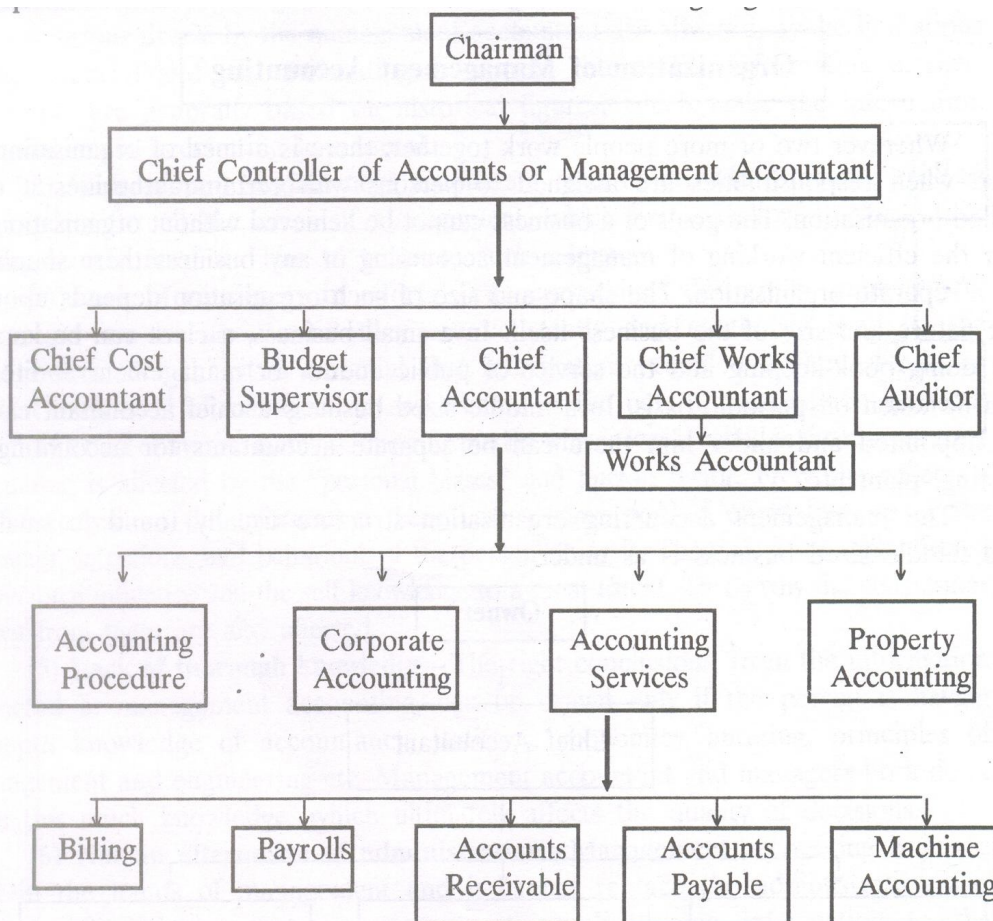 Chairman
Chief Controller of Accounts or Management Accountant
Chief Cost
Accountant
Budget
Supervisor
Chief
Accountant
Chief Works
Accountant
Chief
Auditor
Works Accountant
Accounting
Procedure
Corporate
Accounting
Accounting
Services
Property
Accounting
Billing
Payrolls
Accounts
Receivable
Accounts
Payable
Machine
Accounting